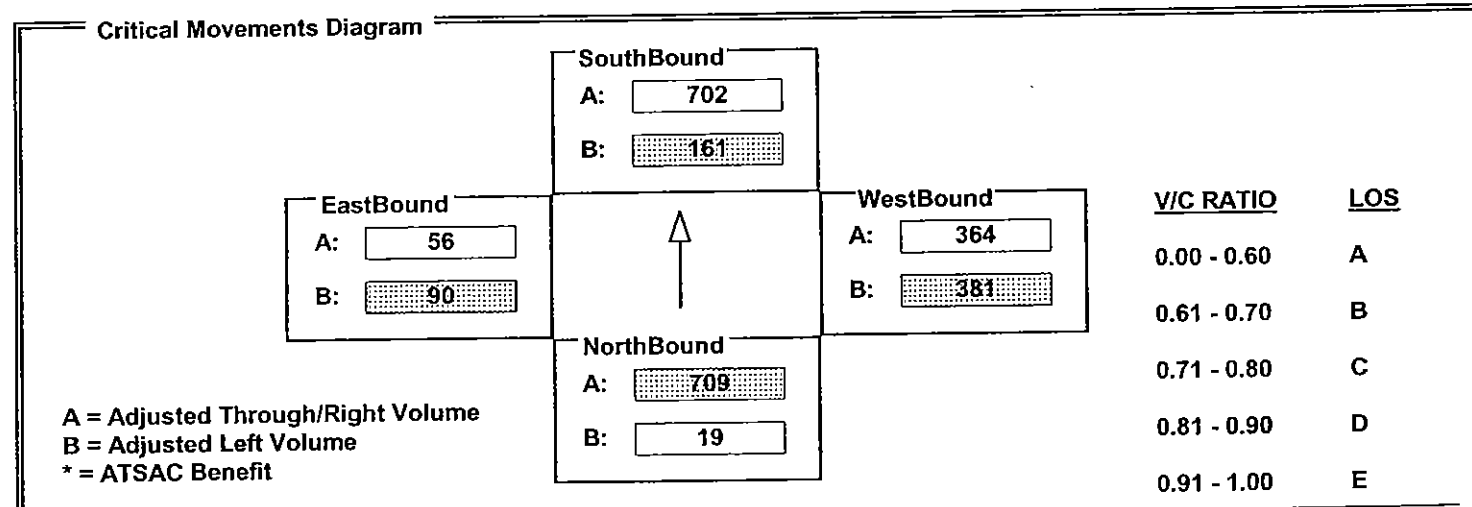 Critical Movements Diagram
SouthBound
A: 702
B: 161
EastBound
A: 56
B: 90
WestBound
A: 364
B: 381
NorthBound
A: 709
B: 19
A = Adjusted Through/Right Volume
B = Adjusted Left Volume
* = ATSAC Benefit
V/C RATIO LOS
0.00 - 0.60 A
0.61 - 0.70 B
0.71 - 0.80 C
0.81 - 0.90 D
0.91 - 1.00 E